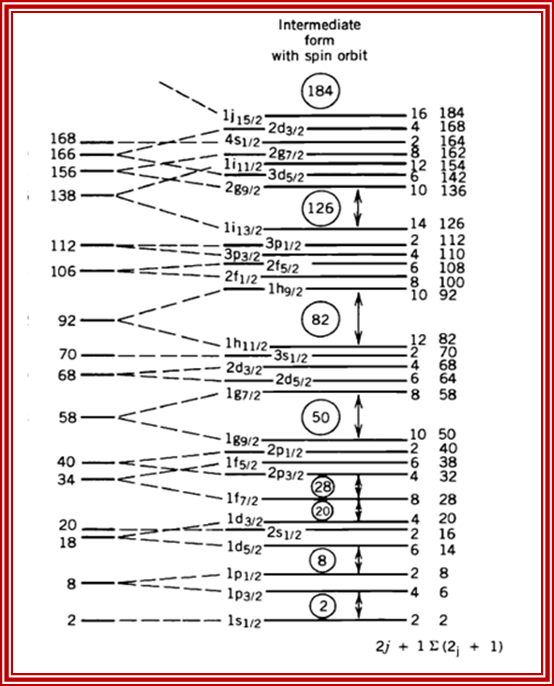 Intermediate
form
with spin orbit
184
1j15/2 16 184
2d3/2 4 168
168 4s1/2 2 164
166 2g7/2 8 162
1i11/2 12 154
156 3d5/2 6 142
2g9/2 10 136
138
126
1i13/2 14 126
112 3p1/2 2 112
3p3/2 4 110
106 2f5/2 6 108
2f1/2 8 100
1h9/2 10 92
92 82
1h11/2 12 82
70 3s1/2 2 70
68 2d3/2 4 68
2d5/2 6 64
1g7/2 8 58
58 50
1g9/2 10 50
2p1/2 2 40
40 1f5/2 6 38
34 2p3/2 4 32
28
1f7/2 8 28
20
1d3/2 4 20
20 2s1/2 2 16
18 1d5/2 6 14
8
8 1p1/2 2 8
1p3/2 4 6
2
2 1s1/2 2 2
2j + 1 Σ(2j + 1)